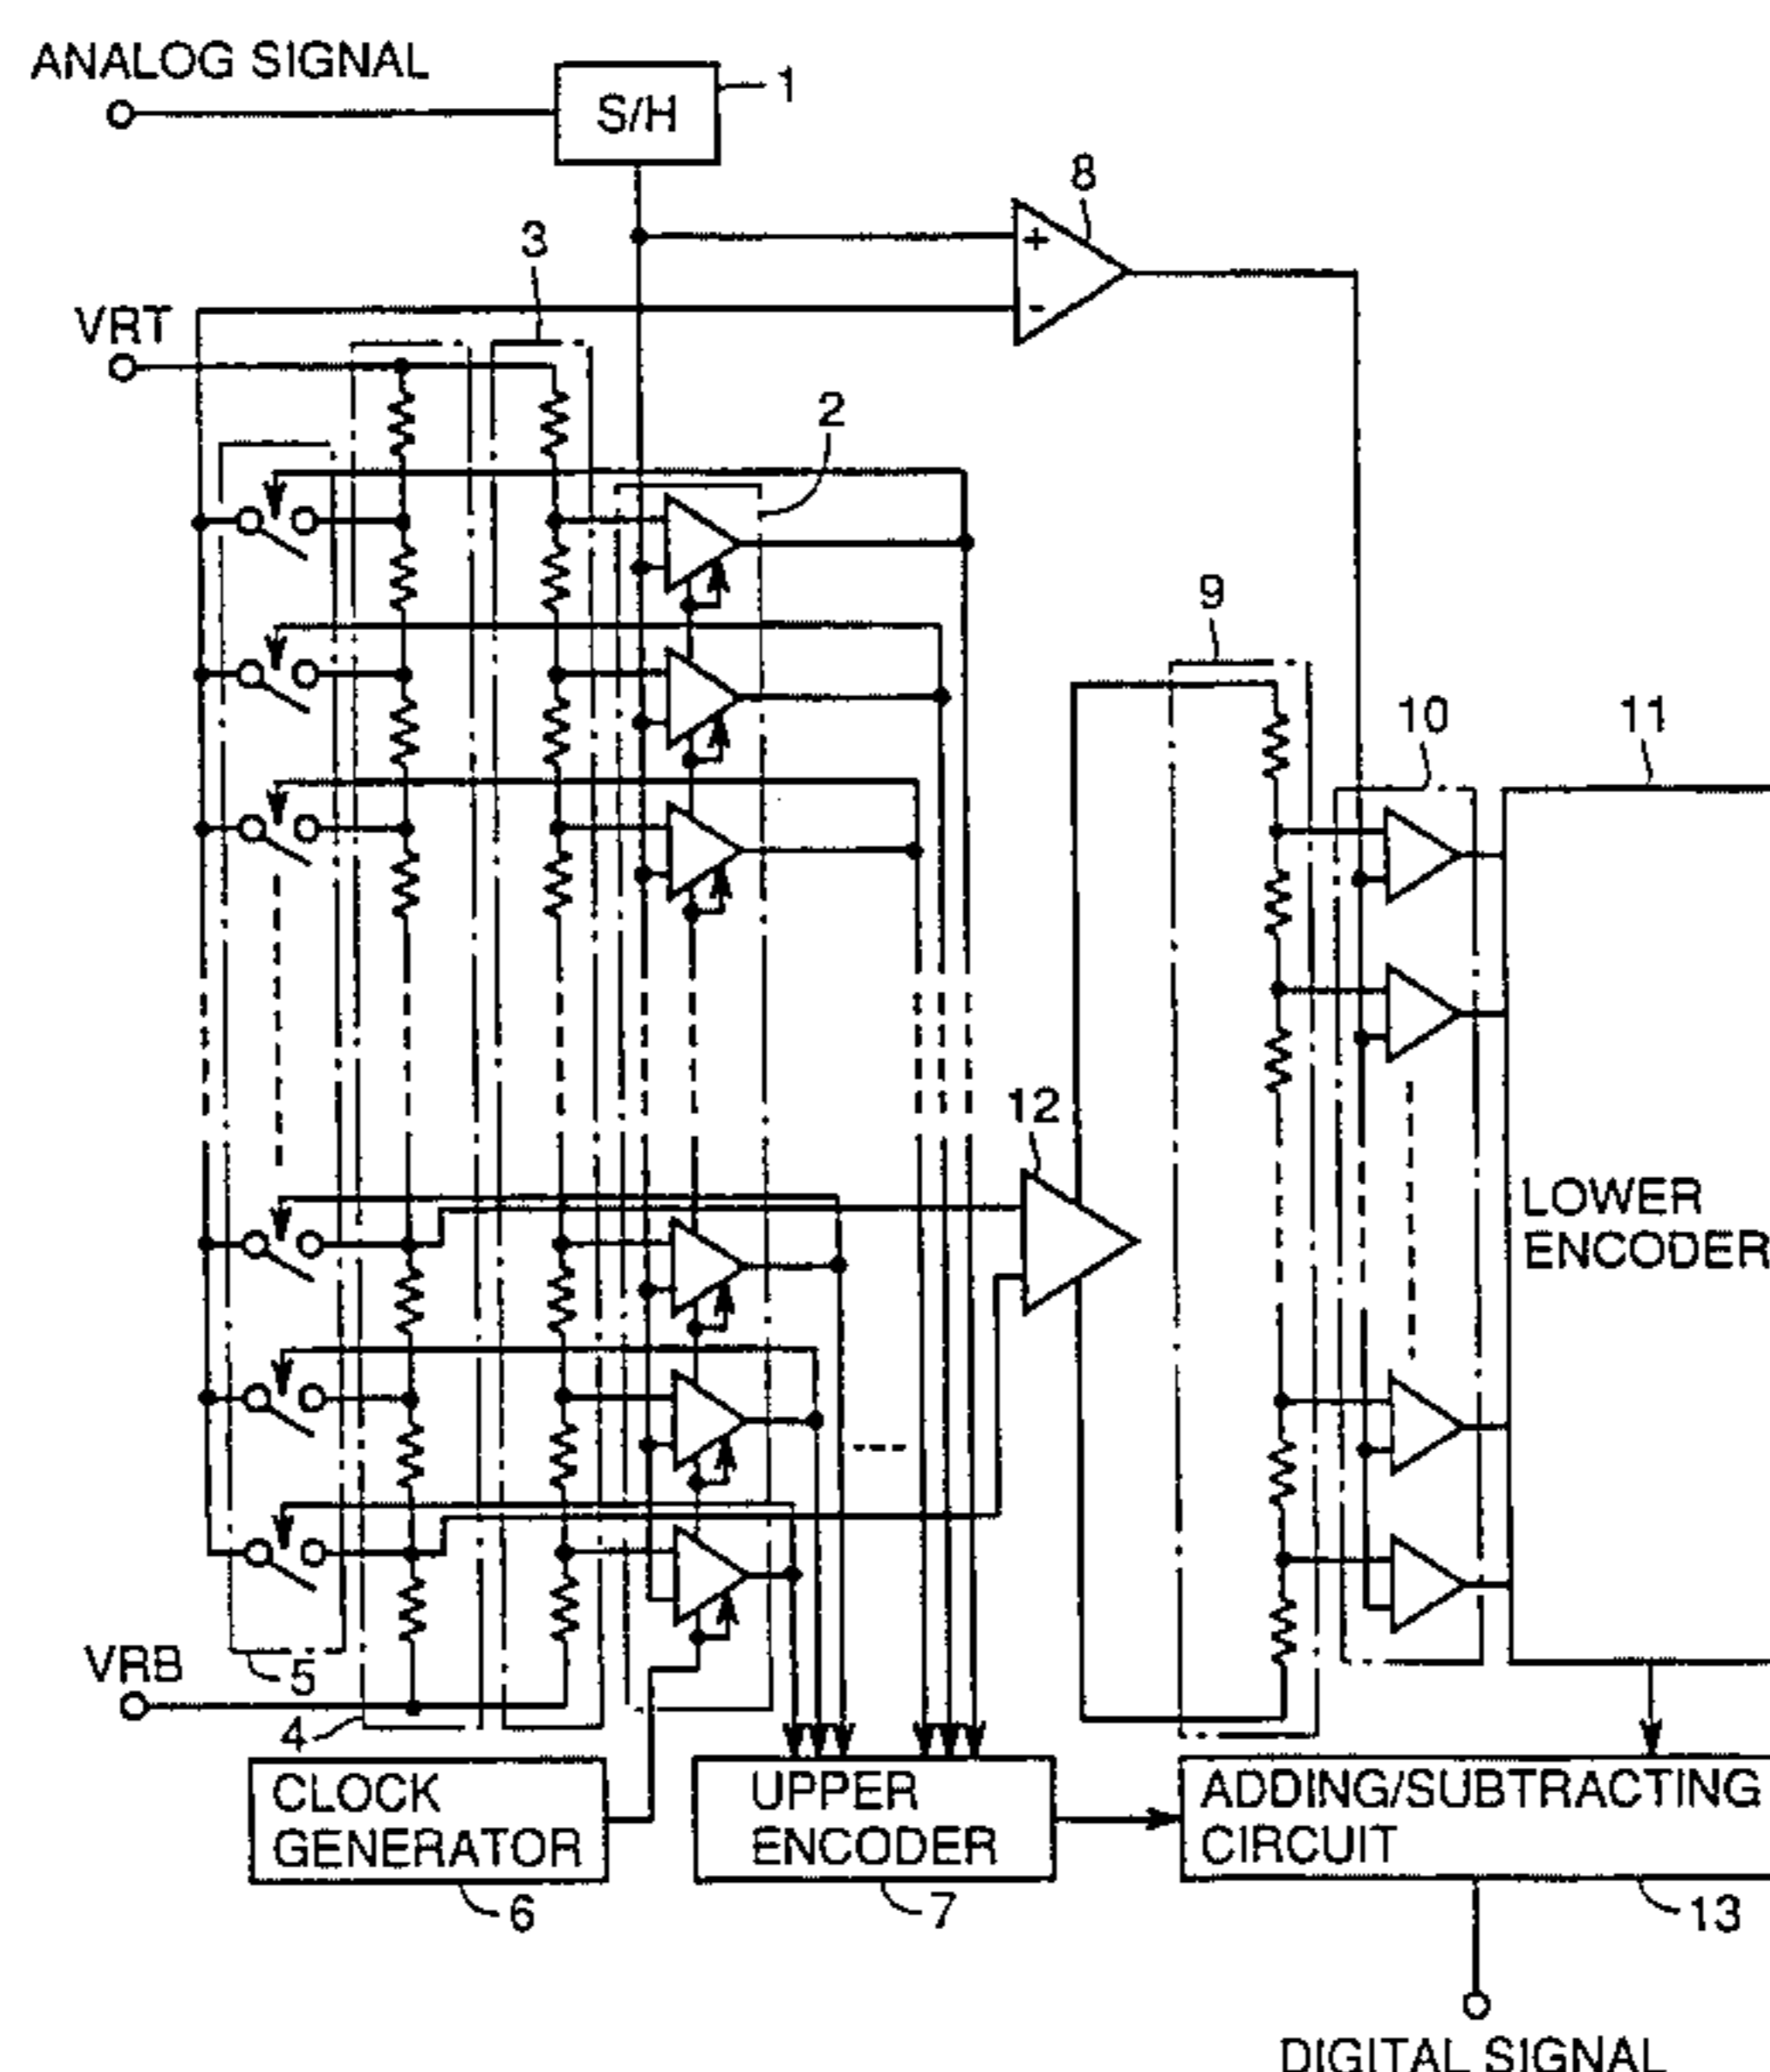 ANALOG SIGNAL
S/H
1
8
+
-
3
VRT
2
9
10
11
12
LOWER
ENCODER
VRB
5
4
CLOCK
GENERATOR
6
UPPER
ENCODER
7
ADDING/SUBTRACTING
CIRCUIT
13
DIGITAL SIGNAL